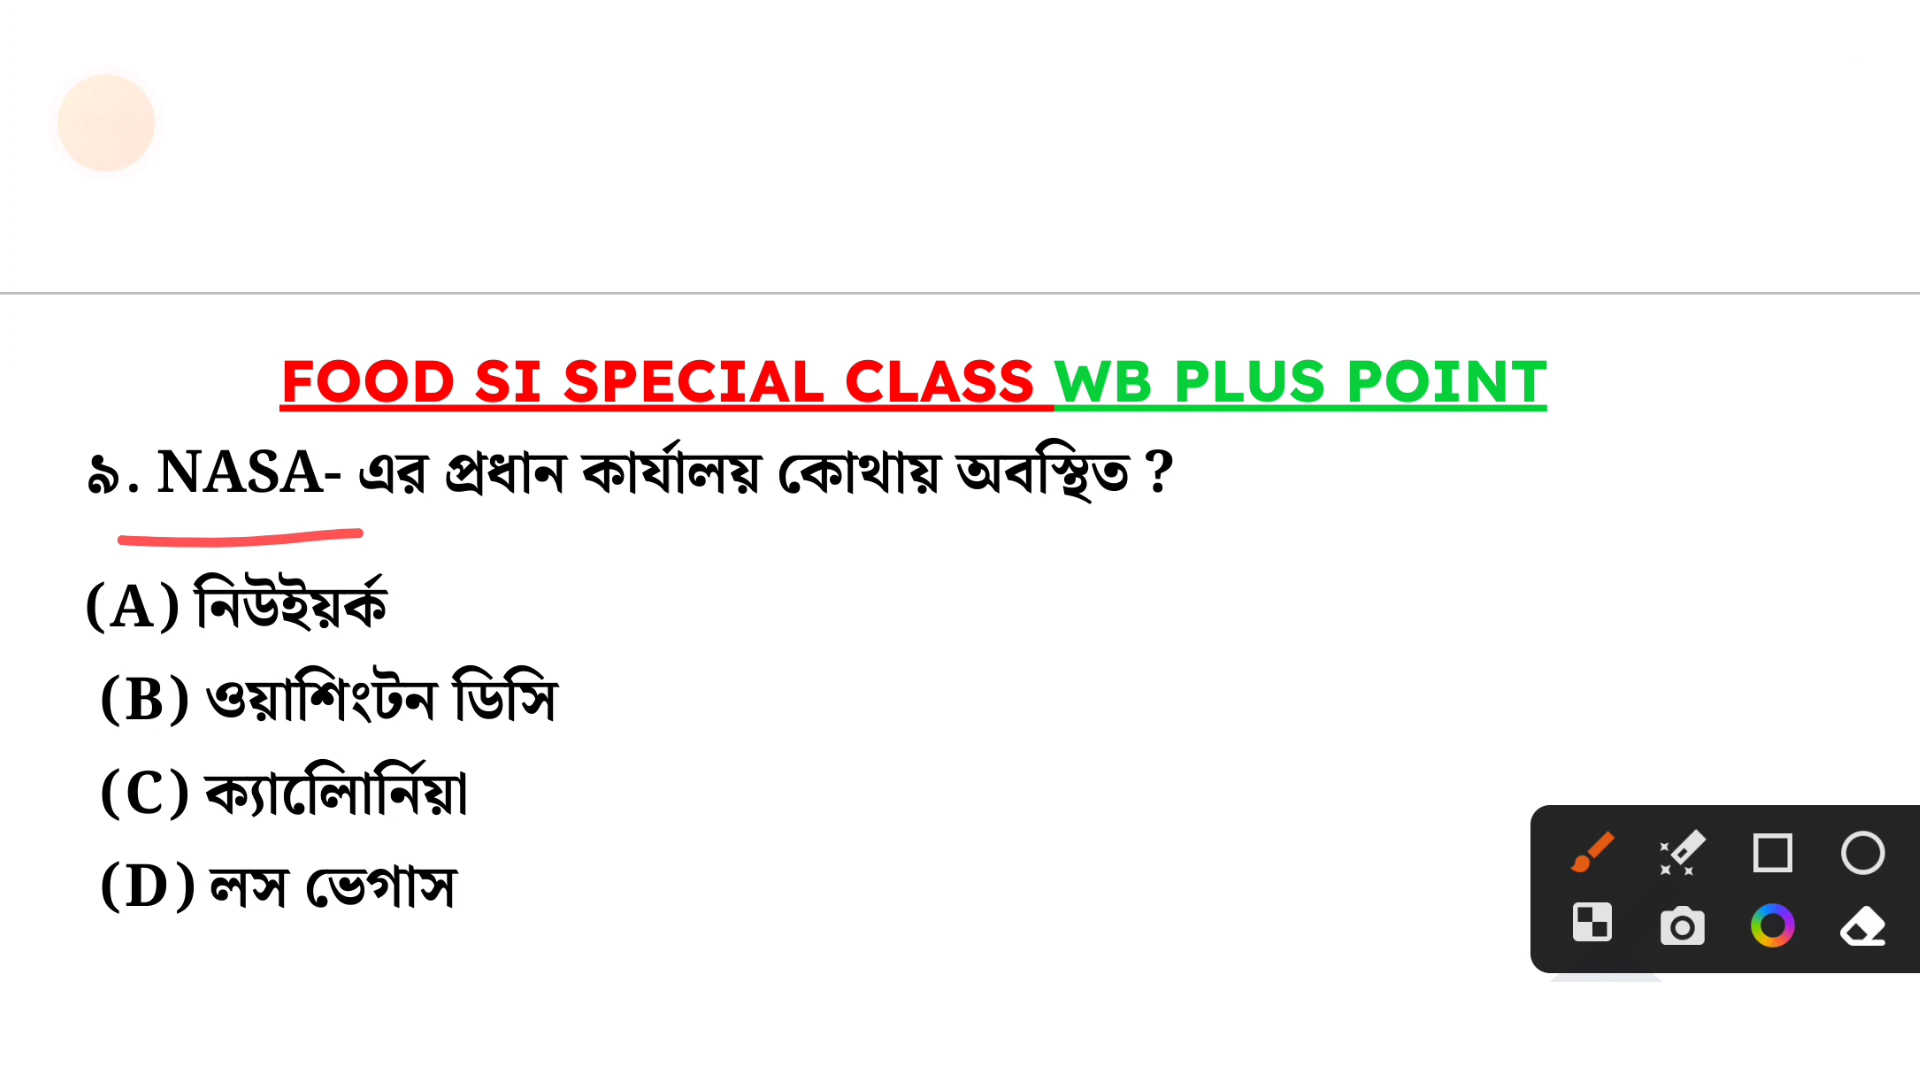 FOOD SI SPECIAL CLASS WB PLUS POINT
৯. NASA- এর প্রধান কার্যালয় কোথায় অবস্থিত ?
(A) নিউইয়র্ক
(B) ওয়াশিংটন ডিসি
(C) ক্যালিোর্নিয়া
(D) লস ভেগাস